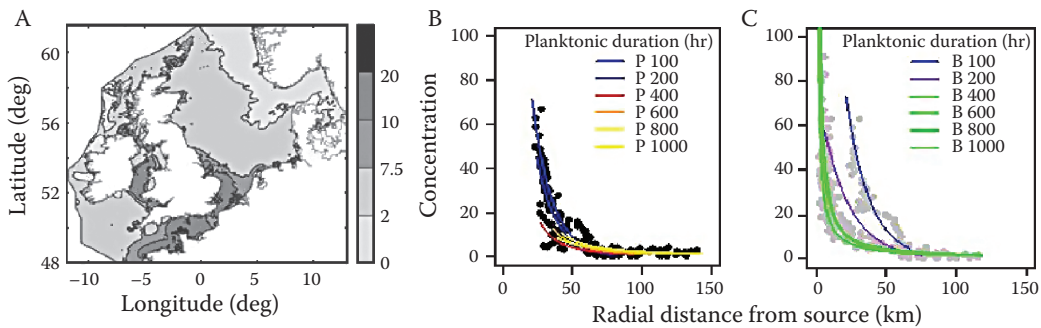 A
60
56
52
48
−10
−5
0
5
10
Latitude (deg)
Longitude (deg)
20
10
7.5
2
0
B
100
80
60
40
20
0
Concentration
Planktonic duration (hr)
P 100
P 200
P 400
P 600
P 800
P 1000
0
50
100
150
C
100
80
60
40
20
0
Planktonic duration (hr)
B 100
B 200
B 400
B 600
B 800
B 1000
0
50
100
150
Radial distance from source (km)